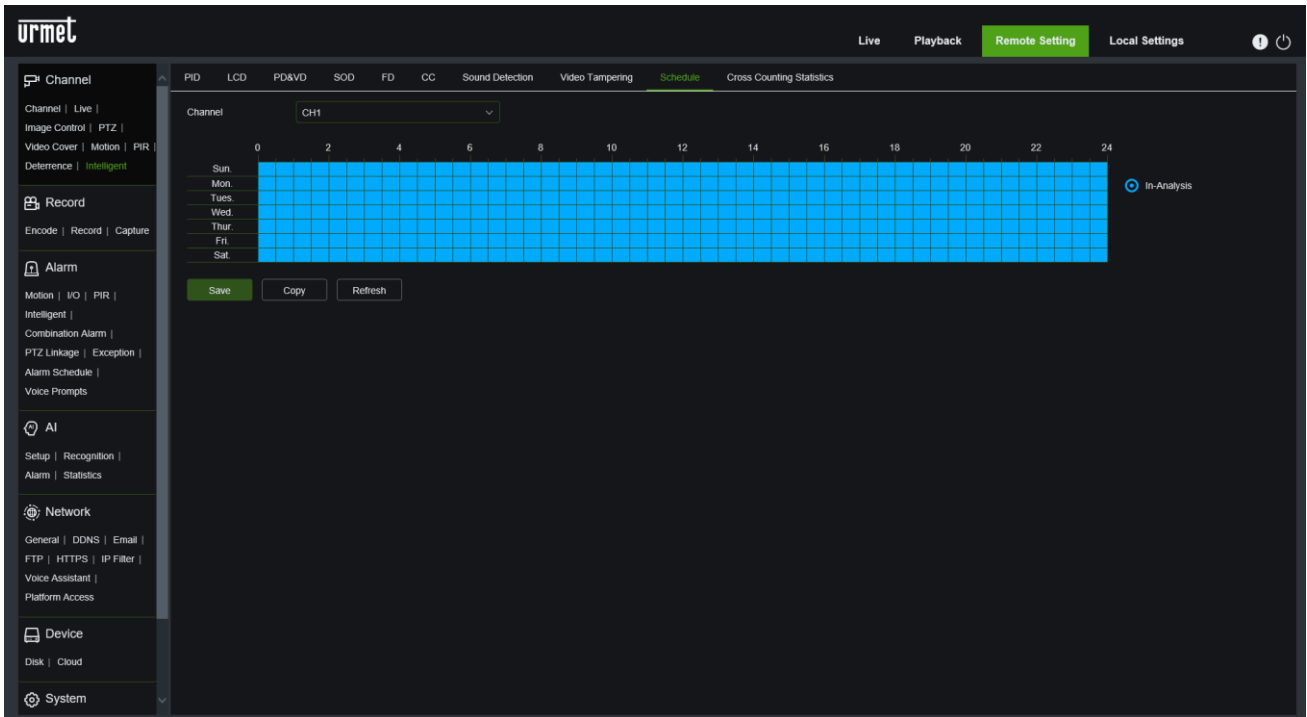 urmet
Live Playback Remote Setting Local Settings
Channel
Channel | Live |
Image Control | PTZ |
Video Cover | Motion | PIR |
Deterrence | Intelligent
Record
Encode | Record | Capture
Alarm
Motion | I/O | PIR |
Intelligent |
Combination Alarm |
PTZ Linkage | Exception |
Alarm Schedule |
Voice Prompts
AI
Setup | Recognition |
Alarm | Statistics
Network
General | DDNS | Email |
FTP | HTTPS | IP Filter |
Voice Assistant |
Platform Access
Device
Disk | Cloud
System
PID LCD PD&VD SOD FD CC Sound Detection Video Tampering Schedule Cross Counting Statistics
Channel CH1
0 2 4 6 8 10 12 14 16 18 20 22 24
Sun.
Mon.
Tues.
Wed.
Thur.
Fri.
Sat.
In-Analysis
Save Copy Refresh